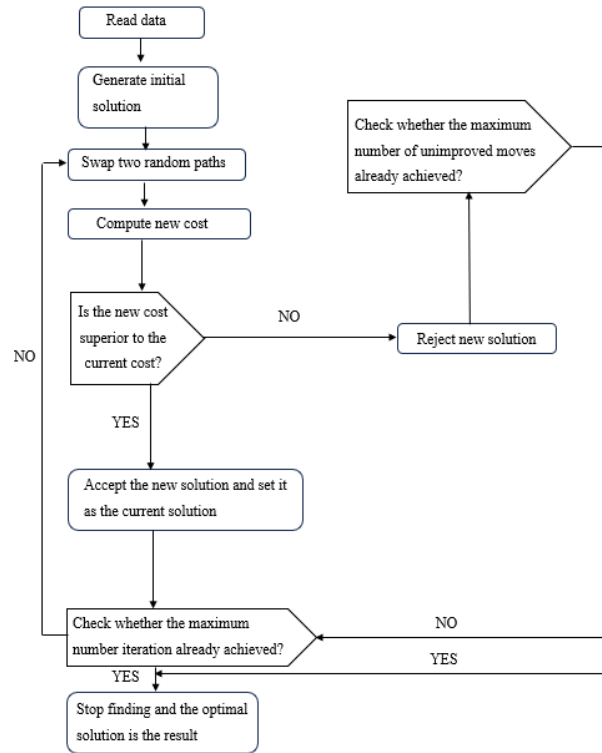 Read data
Generate initial
solution
Swap two random paths
Compute new cost
Is the new cost
superior to the
current cost?
NO
Reject new solution
Check whether the maximum
number of unimproved moves
already achieved?
NO
YES
Accept the new solution and set it
as the current solution
Check whether the maximum
number iteration already achieved?
NO
YES
YES
Stop finding and the optimal
solution is the result